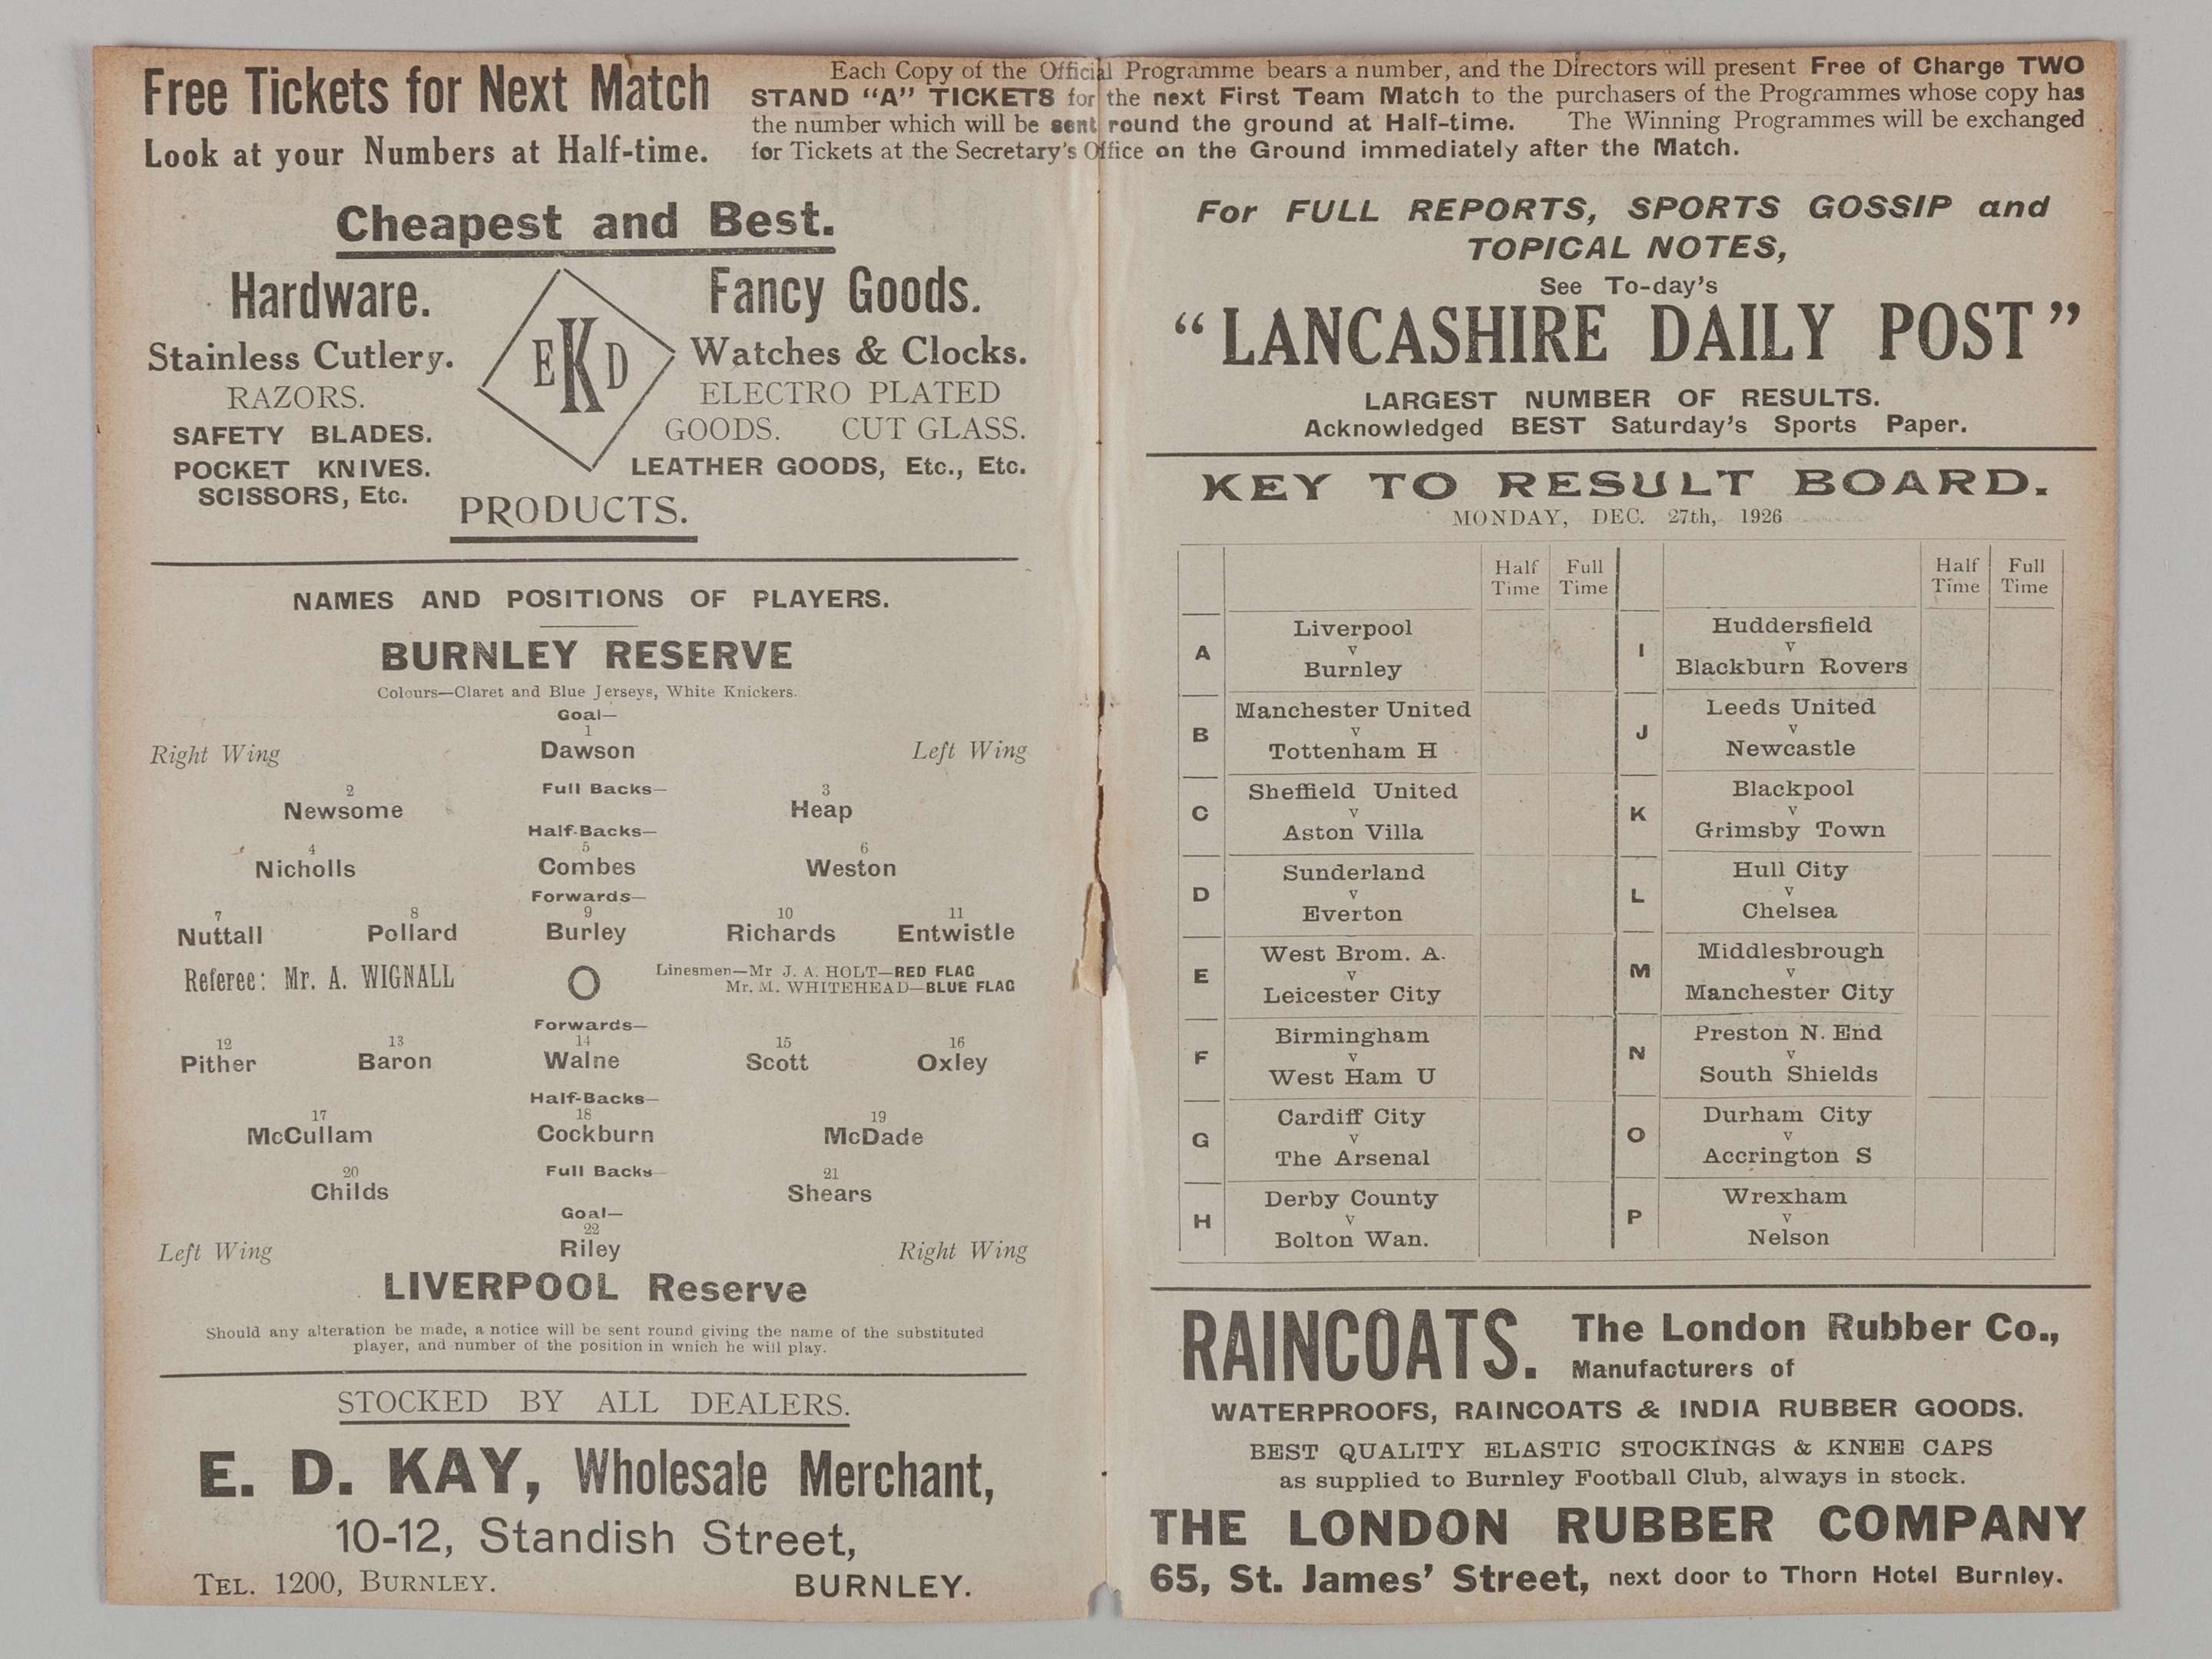 Free Tickets for Next Match
Look at your Numbers at Half-time.
Each Copy of the Official Programme bears a number, and the Directors will present Free of Charge TWO
STAND "A" TICKETS for the next First Team Match to the purchasers of the Programmes whose copy has
the number which will be sent round the ground at Half-time. The Winning Programmes will be exchanged
for Tickets at the Secretary's Office on the Ground immediately after the Match.
Cheapest and Best.
Hardware.
Stainless Cutlery.
RAZORS.
SAFETY BLADES.
POCKET KNIVES.
SCISSORS, Etc.
EKD
Fancy Goods.
Watches & Clocks.
ELECTRO PLATED
GOODS. CUT GLASS.
LEATHER GOODS, Etc., Etc.
PRODUCTS.
NAMES AND POSITIONS OF PLAYERS.
BURNLEY RESERVE
Colours—Claret and Blue Jerseys, White Knickers.
Goal—
1
Right Wing Dawson Left Wing
2 Full Backs— 3
Newsome Heap
Half-Backs—
4 5 6
Nicholls Combes Weston
Forwards—
7 8 9 10 11
Nuttall Pollard Burley Richards Entwistle
Referee: Mr. A. WIGNALL O Linesmen—Mr J. A. HOLT—RED FLAG
Mr. M. WHITEHEAD—BLUE FLAG
Forwards—
12 13 14 15 16
Pither Baron Walne Scott Oxley
Half-Backs—
17 18 19
McCullam Cockburn McDade
20 Full Backs— 21
Childs Shears
Goal—
22
Left Wing Riley Right Wing
LIVERPOOL Reserve
Should any alteration be made, a notice will be sent round giving the name of the substituted
player, and number of the position in wnich he will play.
STOCKED BY ALL DEALERS.
E. D. KAY, Wholesale Merchant,
10-12, Standish Street,
TEL. 1200, BURNLEY. BURNLEY.
For FULL REPORTS, SPORTS GOSSIP and
TOPICAL NOTES,
See To-day's
"LANCASHIRE DAILY POST"
LARGEST NUMBER OF RESULTS.
Acknowledged BEST Saturday's Sports Paper.
KEY TO RESULT BOARD.
MONDAY, DEC. 27th, 1926
Half Time Full Time Half Time Full Time
A Liverpool v Burnley I Huddersfield v Blackburn Rovers
B Manchester United v Tottenham H J Leeds United v Newcastle
C Sheffield United v Aston Villa K Blackpool v Grimsby Town
D Sunderland v Everton L Hull City v Chelsea
E West Brom. A. v Leicester City M Middlesbrough v Manchester City
F Birmingham v West Ham U N Preston N. End v South Shields
G Cardiff City v The Arsenal O Durham City v Accrington S
H Derby County v Bolton Wan. P Wrexham v Nelson
RAINCOATS. The London Rubber Co.,
Manufacturers of
WATERPROOFS, RAINCOATS & INDIA RUBBER GOODS.
BEST QUALITY ELASTIC STOCKINGS & KNEE CAPS
as supplied to Burnley Football Club, always in stock.
THE LONDON RUBBER COMPANY
65, St. James' Street, next door to Thorn Hotel Burnley.